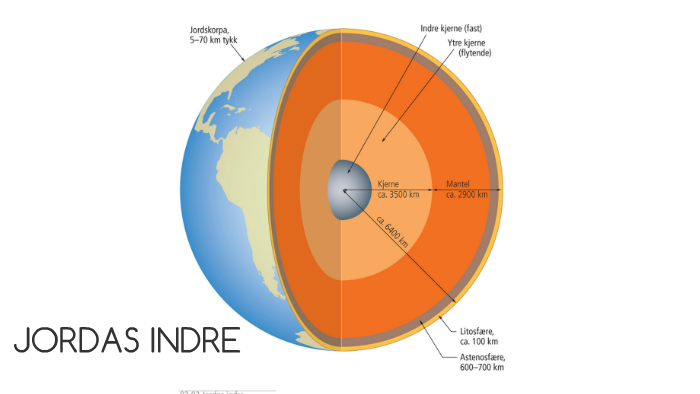 Jordskorpa,
5–70 km tykk
Indre kjerne (fast)
Ytre kjerne
(flytende)
Kjerne
ca. 3500 km
Mantel
ca. 2900 km
ca. 6400 km
JORDAS INDRE
Litosfære,
ca. 100 km
Astenosfære,
600–700 km